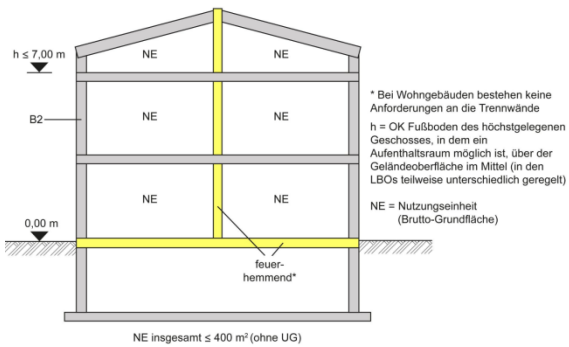 NE
NE
h ≤ 7,00 m
* Bei Wohngebäuden bestehen keine
Anforderungen an die Trennwände
B2
NE
NE
h = OK Fußboden des höchstgelegenen
Geschosses, in dem ein
Aufenthaltsraum möglich ist, über der
Geländeoberfläche im Mittel (in den
LBOs teilweise unterschiedlich geregelt)
NE
NE
NE = Nutzungseinheit
(Brutto-Grundfläche)
0,00 m
feuer-
hemmend*
NE insgesamt ≤ 400 m² (ohne UG)